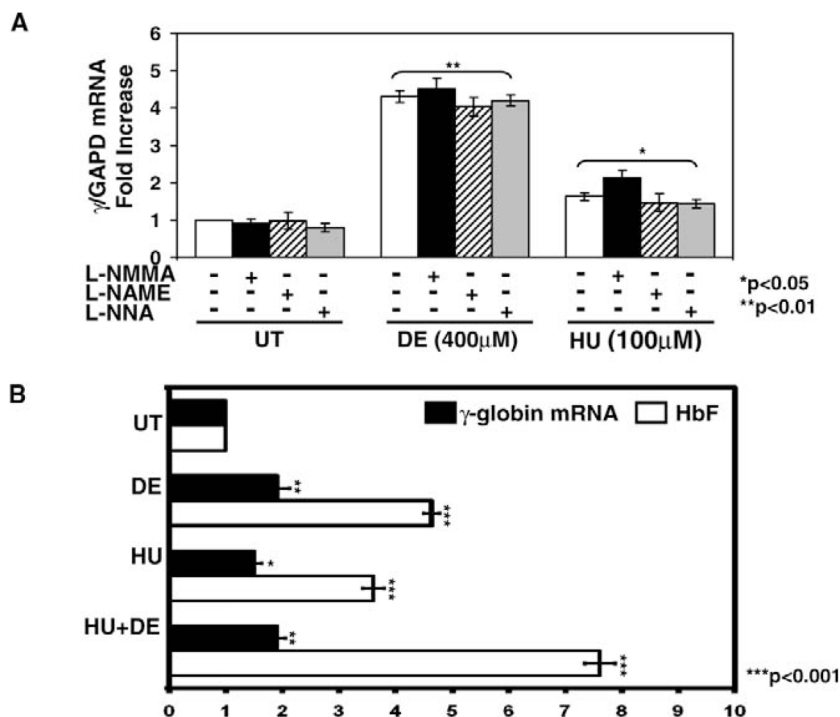 A
γ/GAPD mRNA
Fold Increase
6
5
4
3
2
1
0
**
*
L-NMMA - + - - - + - - - + - -
L-NAME - - + - - - + - - - + -
L-NNA - - - + - - - + - - - +
*p<0.05
**p<0.01
UT DE (400µM) HU (100µM)
B
γ-globin mRNA HbF
UT
DE
**
***
HU
*
***
HU+DE
**
***
***p<0.001
0 1 2 3 4 5 6 7 8 9 10